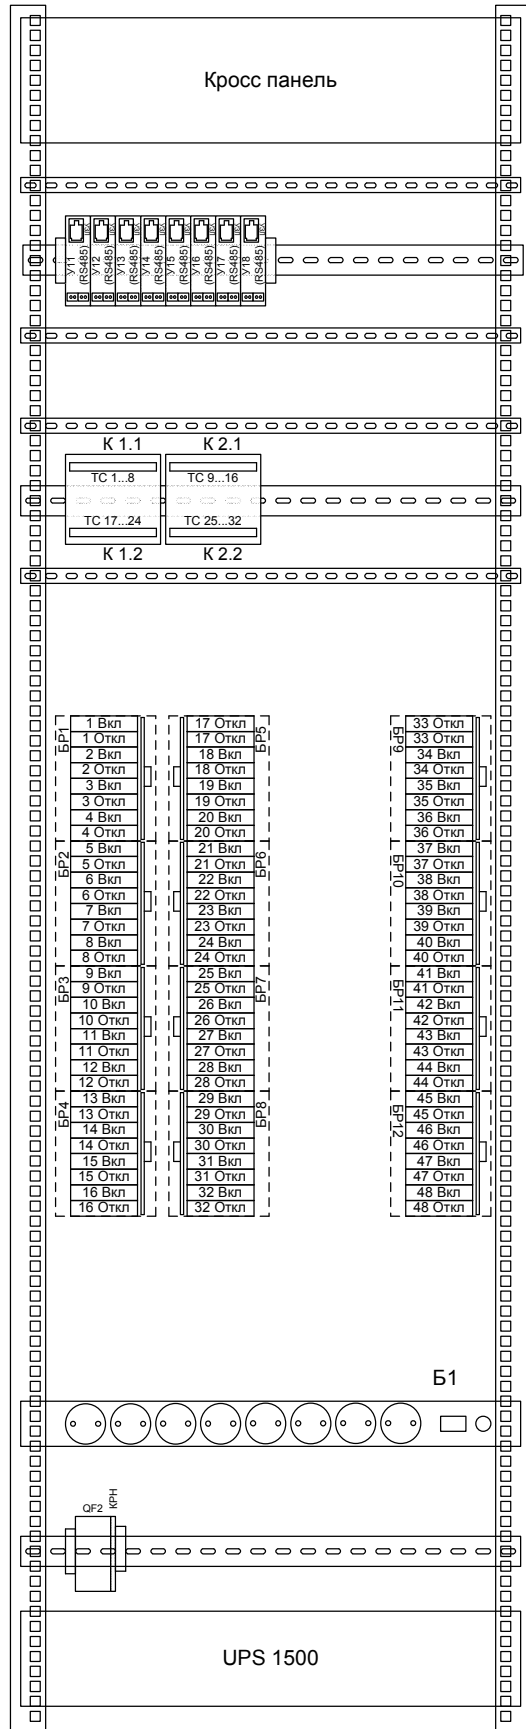 Кросс панель
У11 (RS485)
У12 (RS485)
У13 (RS485)
У14 (RS485)
У15 (RS485)
У16 (RS485)
У17 (RS485)
У18 (RS485)
К 1.1
К 2.1
ТС 1...8
ТС 9...16
ТС 17...24
ТС 25...32
К 1.2
К 2.2
БР1
1 Вкл
1 Откл
2 Вкл
2 Откл
3 Вкл
3 Откл
4 Вкл
4 Откл
БР2
5 Вкл
5 Откл
6 Вкл
6 Откл
7 Вкл
7 Откл
8 Вкл
8 Откл
БР3
9 Вкл
9 Откл
10 Вкл
10 Откл
11 Вкл
11 Откл
12 Вкл
12 Откл
БР4
13 Вкл
13 Откл
14 Вкл
14 Откл
15 Вкл
15 Откл
16 Вкл
16 Откл
БР5
17 Откл
17 Откл
18 Вкл
18 Откл
19 Вкл
19 Откл
20 Вкл
20 Откл
БР6
21 Вкл
21 Откл
22 Вкл
22 Откл
23 Вкл
23 Откл
24 Вкл
24 Откл
БР7
25 Вкл
25 Откл
26 Вкл
26 Откл
27 Вкл
27 Откл
28 Вкл
28 Откл
БР8
29 Вкл
29 Откл
30 Вкл
30 Откл
31 Вкл
31 Откл
32 Вкл
32 Откл
БР9
33 Откл
33 Откл
34 Вкл
34 Откл
35 Вкл
35 Откл
36 Вкл
36 Откл
БР10
37 Вкл
37 Откл
38 Вкл
38 Откл
39 Вкл
39 Откл
40 Вкл
40 Откл
БР11
41 Вкл
41 Откл
42 Вкл
42 Откл
43 Вкл
43 Откл
44 Вкл
44 Откл
БР12
45 Вкл
45 Откл
46 Вкл
46 Откл
47 Вкл
47 Откл
48 Вкл
48 Откл
Б1
QF2
КРН
UPS 1500